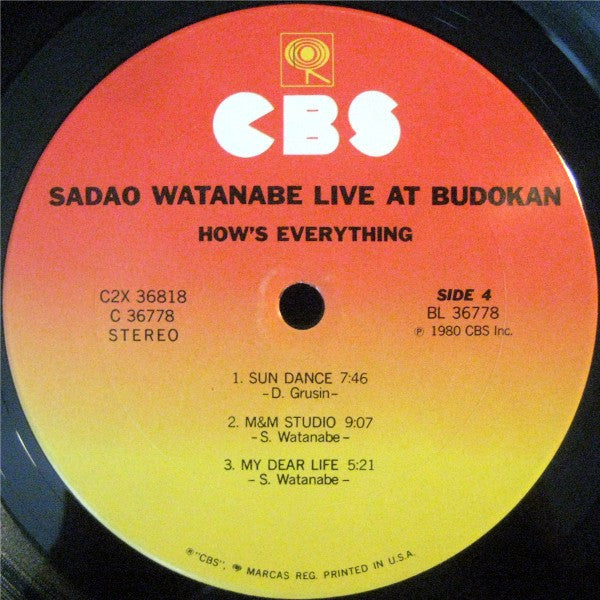 CBS
SADAO WATANABE LIVE AT BUDOKAN
HOW'S EVERYTHING
C2X 36818
C 36778
STEREO
SIDE 4
BL 36778
℗ 1980 CBS Inc.
1. SUN DANCE 7:46
-D. Grusin-
2. M&M STUDIO 9:07
-S. Watanabe-
3. MY DEAR LIFE 5:21
-S. Watanabe-
®"CBS", MARCAS REG. PRINTED IN U.S.A.